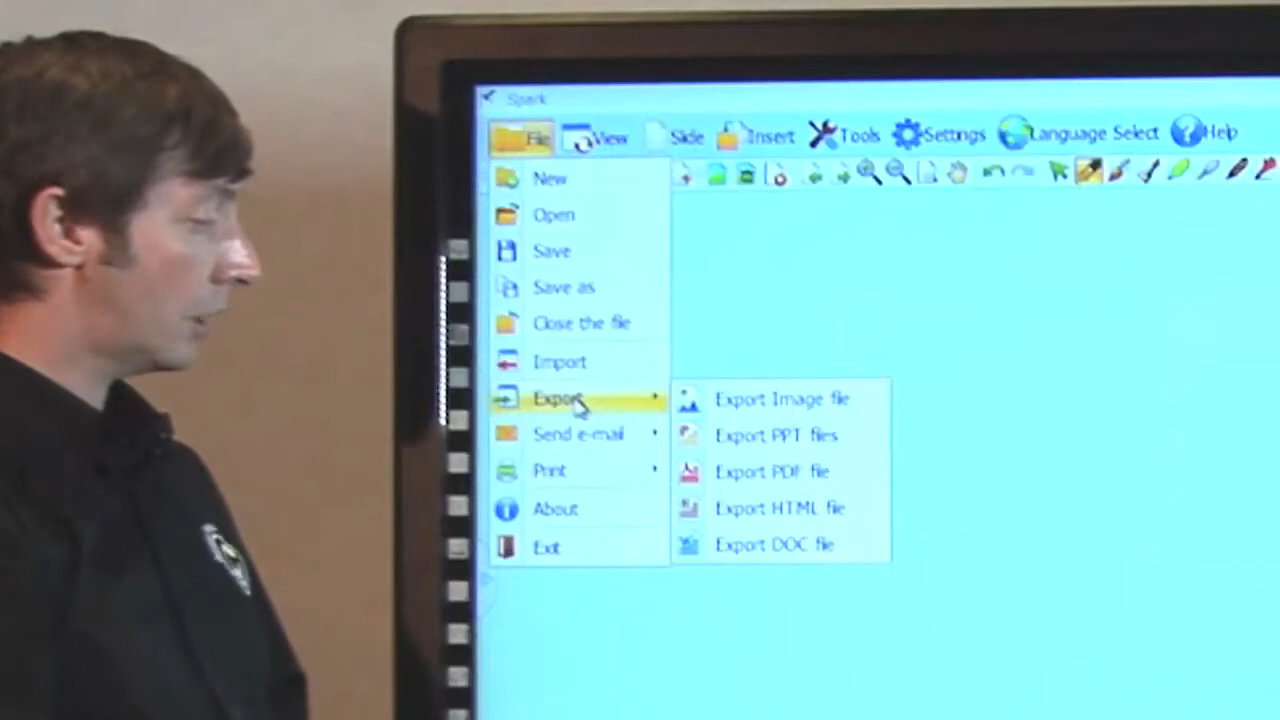 Spark
File View Slide Insert Tools Settings Language Select Help
New
Open
Save
Save as
Close the file
Import
Export
Send e-mail
Print
About
Exit
Export Image file
Export PPT files
Export PDF file
Export HTML file
Export DOC file